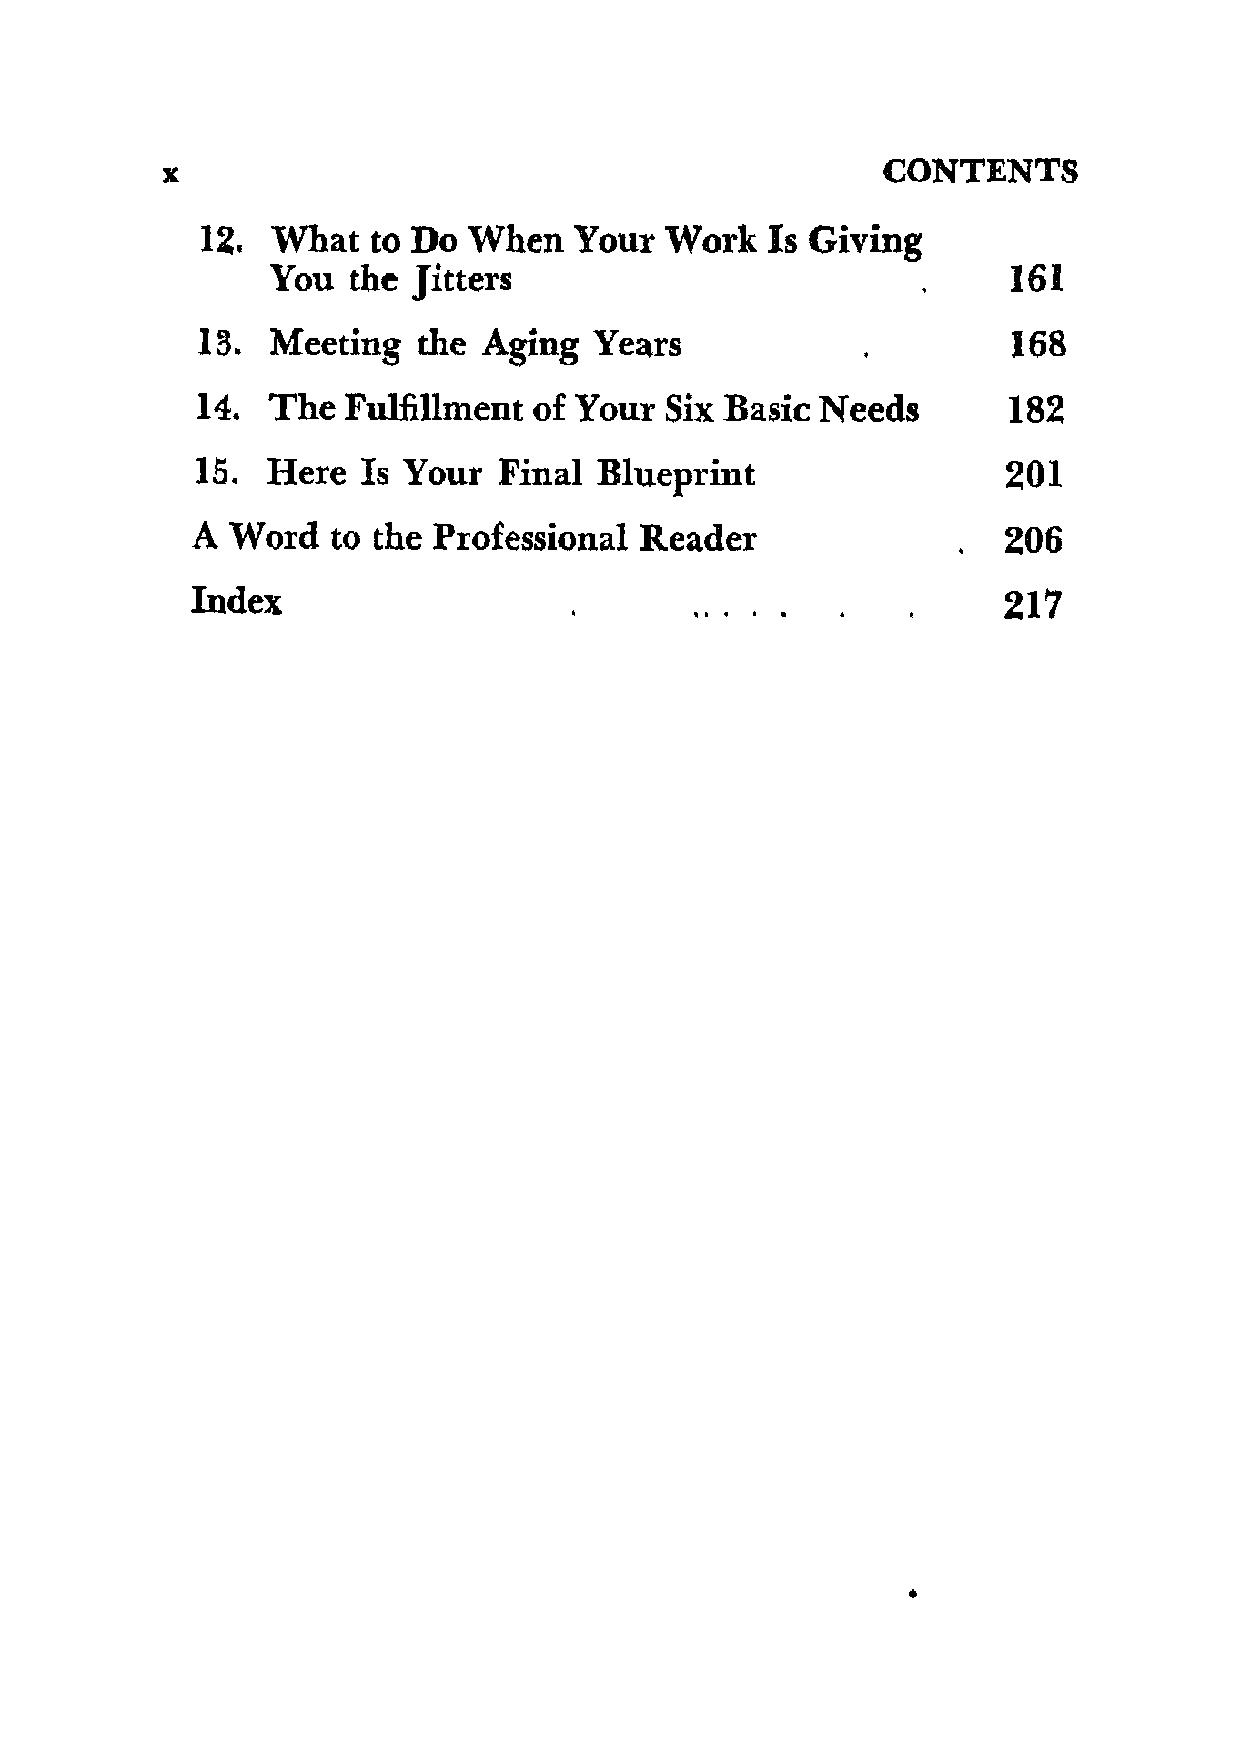 x CONTENTS
12. What to Do When Your Work Is Giving
You the Jitters . 161
13. Meeting the Aging Years . 168
14. The Fulfillment of Your Six Basic Needs 182
15. Here Is Your Final Blueprint 201
A Word to the Professional Reader . 206
Index . . . . . . . . 217